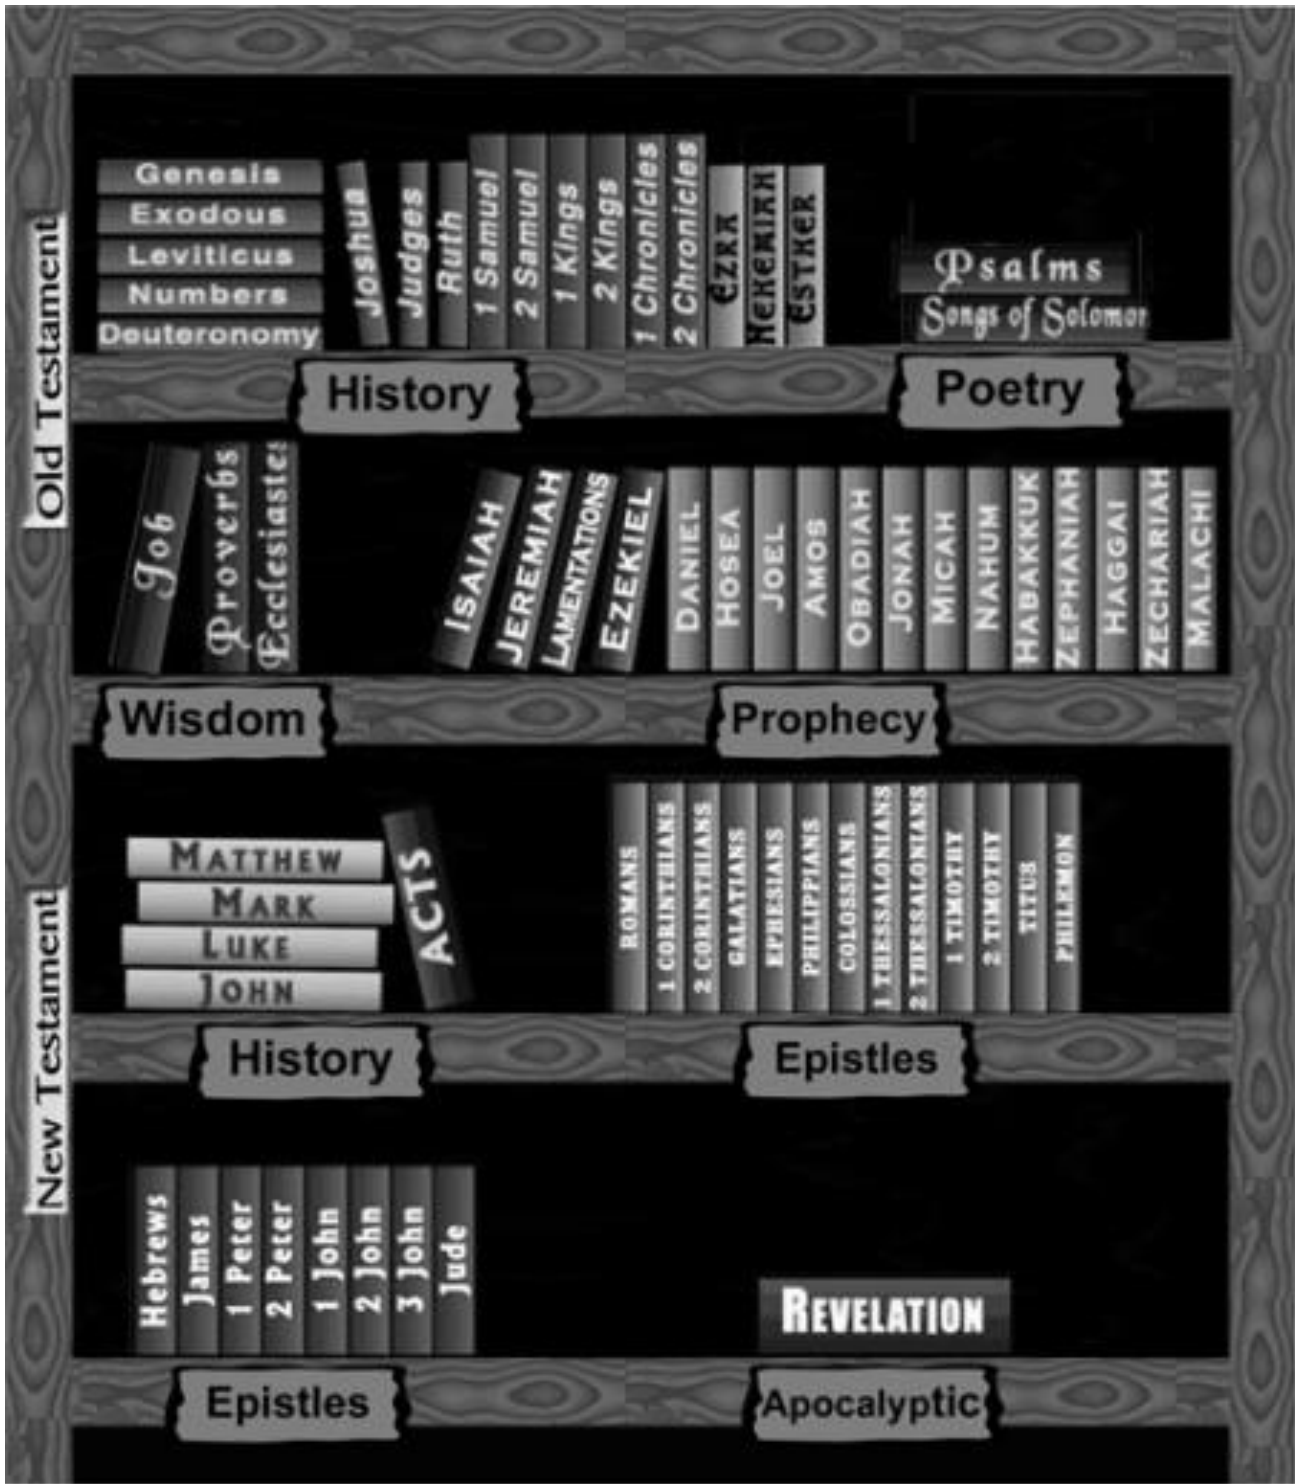 Old Testament
Genesis
Exodous
Leviticus
Numbers
Deuteronomy
Joshua
Judges
Ruth
1 Samuel
2 Samuel
1 Kings
2 Kings
1 Chronicles
2 Chronicles
EZRA
NEHEMIAH
ESTHER
Psalms
Songs of Solomon
History
Poetry
Job
Proverbs
Ecclesiastes
ISAIAH
JEREMIAH
LAMENTATIONS
EZEKIEL
DANIEL
HOSEA
JOEL
AMOS
OBADIAH
JONAH
MICAH
NAHUM
HABAKKUK
ZEPHANIAH
HAGGAI
ZECHARIAH
MALACHI
Wisdom
Prophecy
New Testament
MATTHEW
MARK
LUKE
JOHN
ACTS
ROMANS
1 CORINTHIANS
2 CORINTHIANS
GALATIANS
EPHESIANS
PHILIPPIANS
COLOSSIANS
1 THESSALONIANS
2 THESSALONIANS
1 TIMOTHY
2 TIMOTHY
TITUS
PHILEMON
History
Epistles
Hebrews
James
1 Peter
2 Peter
1 John
2 John
3 John
Jude
REVELATION
Epistles
Apocalyptic